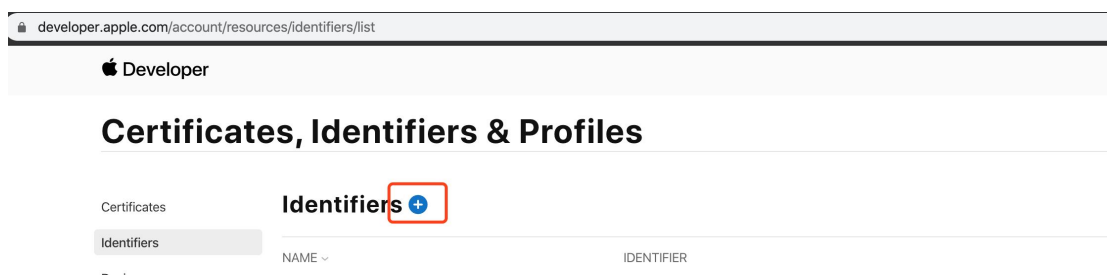 developer.apple.com/account/resources/identifiers/list
Developer
Certificates, Identifiers & Profiles
Certificates
Identifiers
Identifiers
NAME
IDENTIFIER